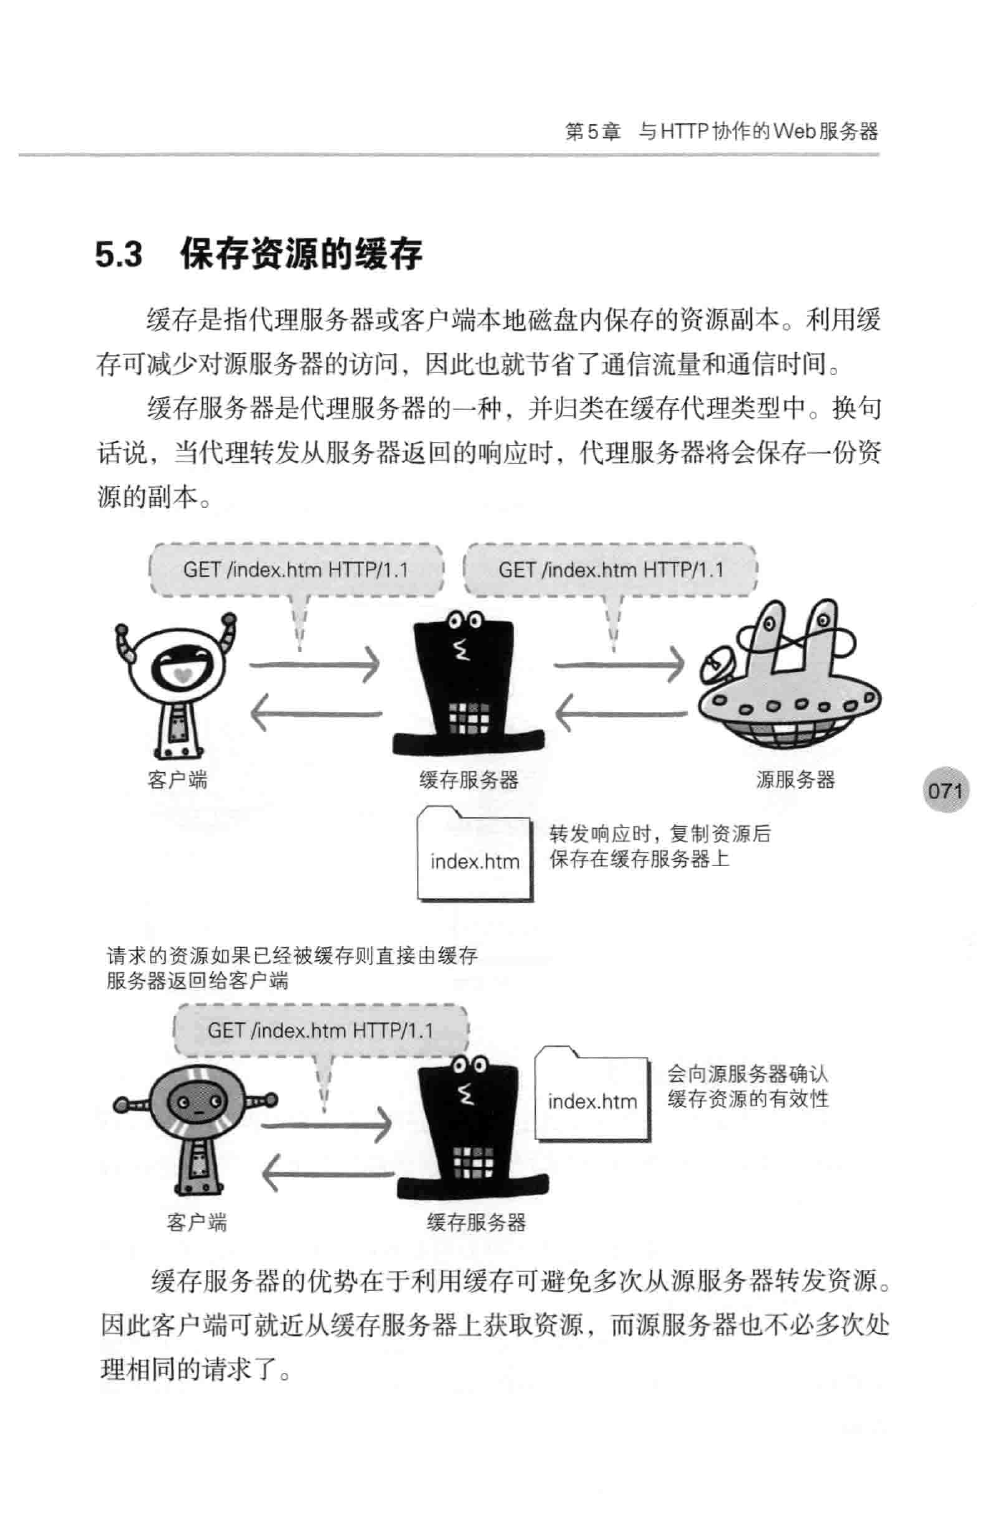 第5章 与HTTP协作的Web服务器
5.3 保存资源的缓存
缓存是指代理服务器或客户端本地磁盘内保存的资源副本。利用缓
存可减少对源服务器的访问，因此也就节省了通信流量和通信时间。
缓存服务器是代理服务器的一种，并归类在缓存代理类型中。换句
话说，当代理转发从服务器返回的响应时，代理服务器将会保存一份资
源的副本。
GET /index.htm HTTP/1.1
GET /index.htm HTTP/1.1
客户端
缓存服务器
源服务器
071
index.htm
转发响应时，复制资源后
保存在缓存服务器上
请求的资源如果已经被缓存则直接由缓存
服务器返回给客户端
GET /index.htm HTTP/1.1
index.htm
会向源服务器确认
缓存资源的有效性
客户端
缓存服务器
缓存服务器的优势在于利用缓存可避免多次从源服务器转发资源。
因此客户端可就近从缓存服务器上获取资源，而源服务器也不必多次处
理相同的请求了。